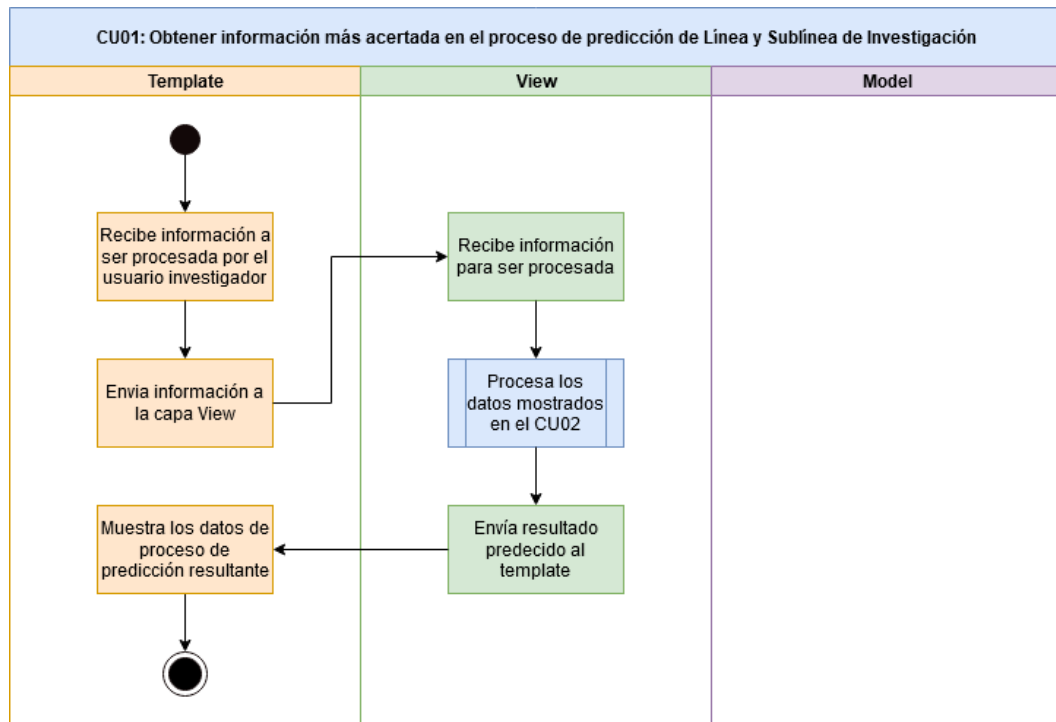 CU01: Obtener información más acertada en el proceso de predicción de Línea y Sublínea de Investigación
Template
View
Model
Recibe información a
ser procesada por el
usuario investigador
Recibe información
para ser procesada
Envia información a
la capa View
Procesa los
datos mostrados
en el CU02
Muestra los datos de
proceso de
predicción resultante
Envía resultado
predecido al
template